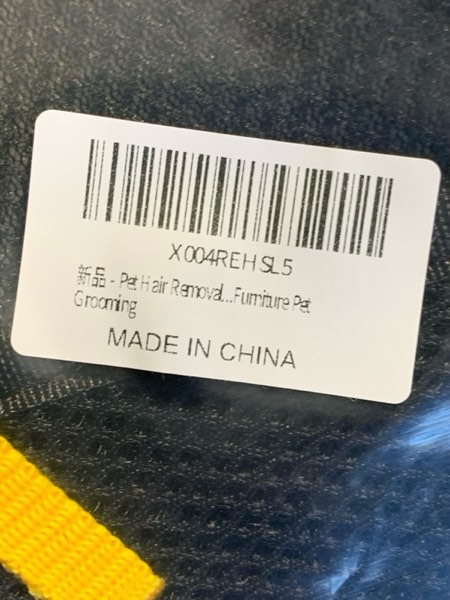 X004REHSL5
新品 - Pet Hair Removal...Furniture Pet
Grooming
MADE IN CHINA